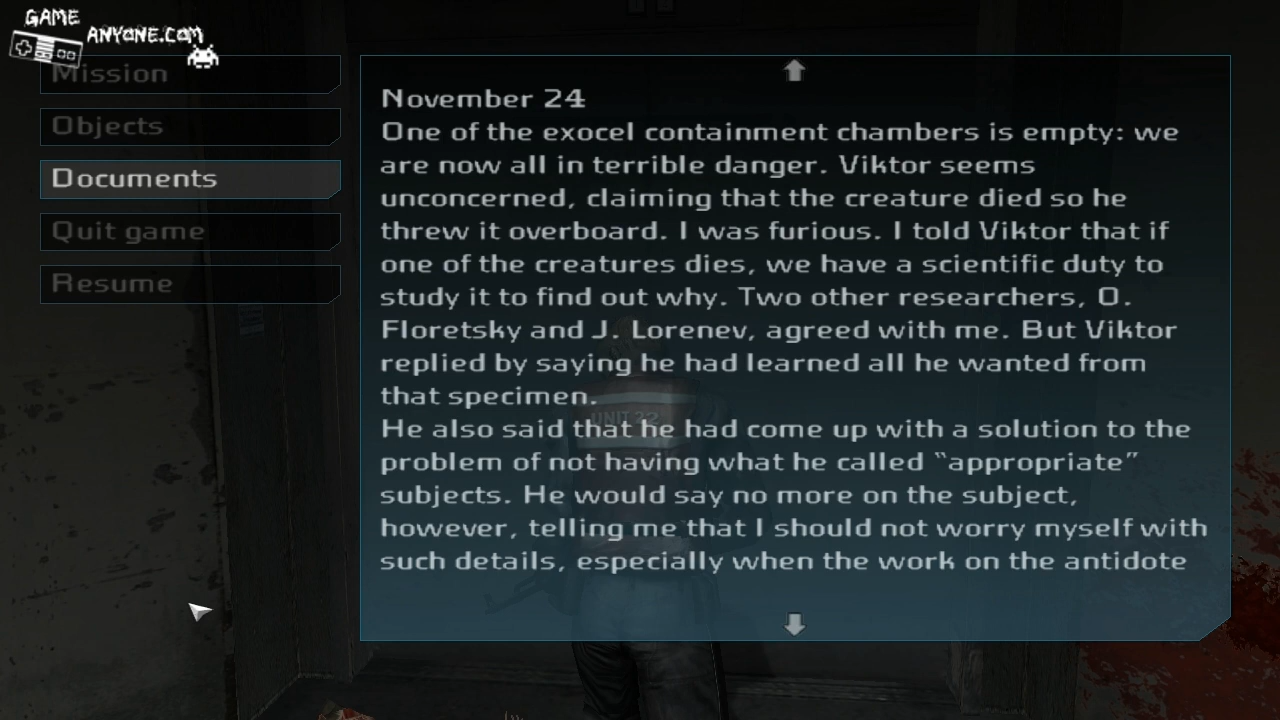 GAME
ANYONE.COM
Mission
Objects
Documents
Quit game
Resume
November 24
One of the exocel containment chambers is empty: we
are now all in terrible danger. Viktor seems
unconcerned, claiming that the creature died so he
threw it overboard. I was furious. I told Viktor that if
one of the creatures dies, we have a scientific duty to
study it to find out why. Two other researchers, O.
Floretsky and J. Lorenev, agreed with me. But Viktor
replied by saying he had learned all he wanted from
that specimen.
He also said that he had come up with a solution to the
problem of not having what he called “appropriate”
subjects. He would say no more on the subject,
however, telling me that I should not worry myself with
such details, especially when the work on the antidote
UNIT 22